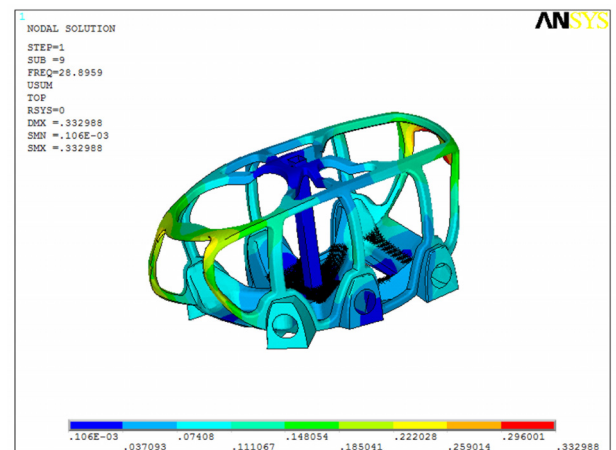 1
NODAL SOLUTION
ANSYS
STEP=1
SUB =9
FREQ=28.8959
USUM
TOP
RSYS=0
DMX =.332988
SMN =.106E-03
SMX =.332988
.106E-03 .07408 .148054 .222028 .296001
.037093 .111067 .185041 .259014 .332988